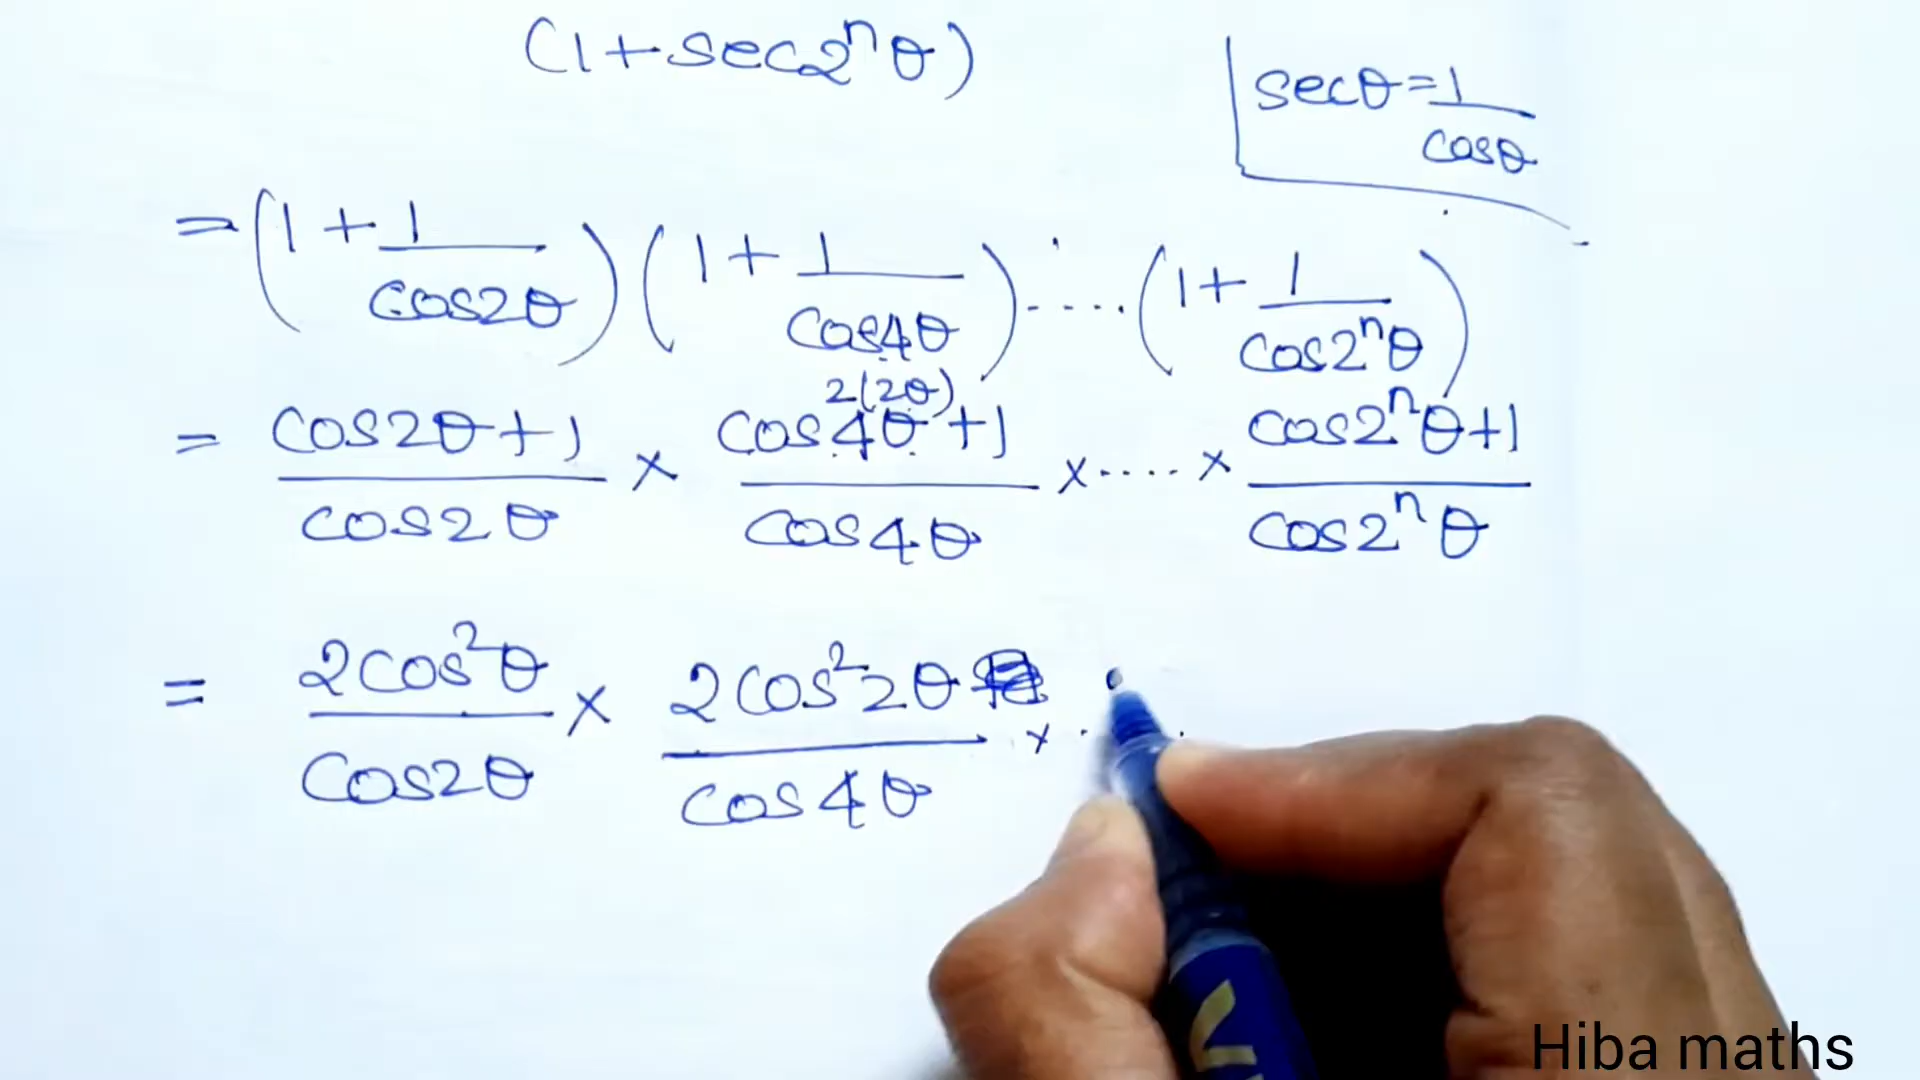 (1+sec2ⁿθ)
secθ=1/cosθ
=(1+1/cos2θ)(1+1/cos4θ).....(1+1/cos2ⁿθ)
2(2θ)
= cos2θ+1/cos2θ × cos4θ+1/cos4θ ×....× cos2ⁿθ+1/cos2ⁿθ
= 2cos²θ/cos2θ × 2cos²2θ/cos4θ × .
Hiba maths